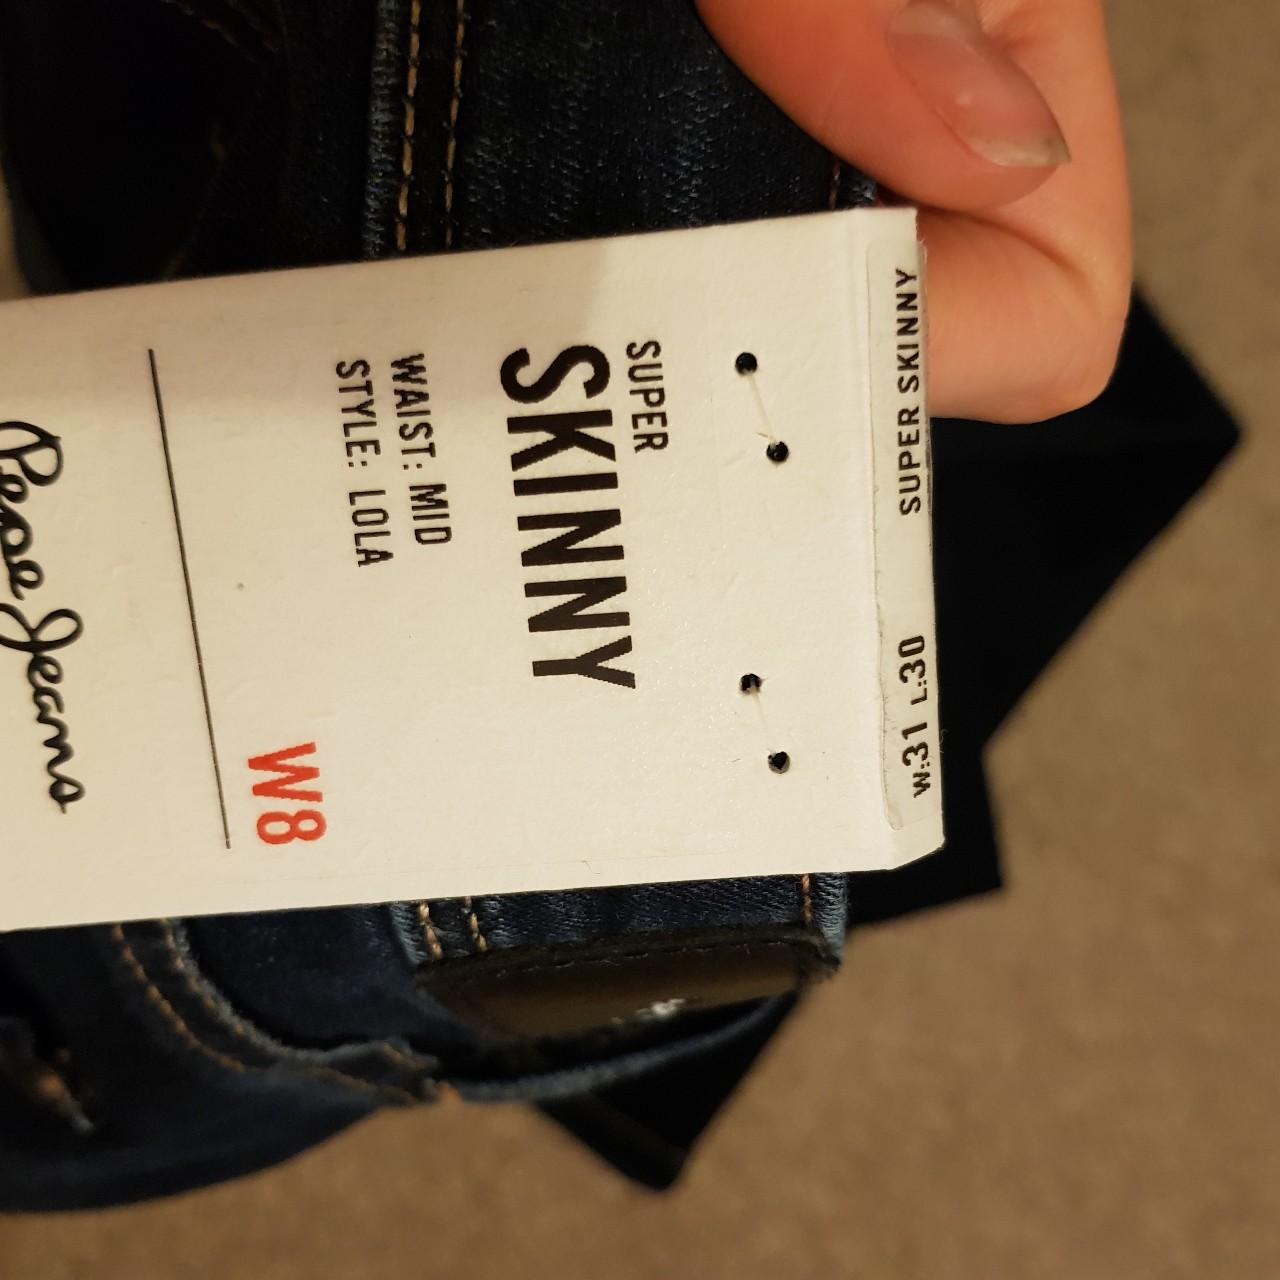 SUPER SKINNY W:31 L:30
SUPER
SKINNY
WAIST: MID
STYLE: LOLA
W8
Pepe Jeans